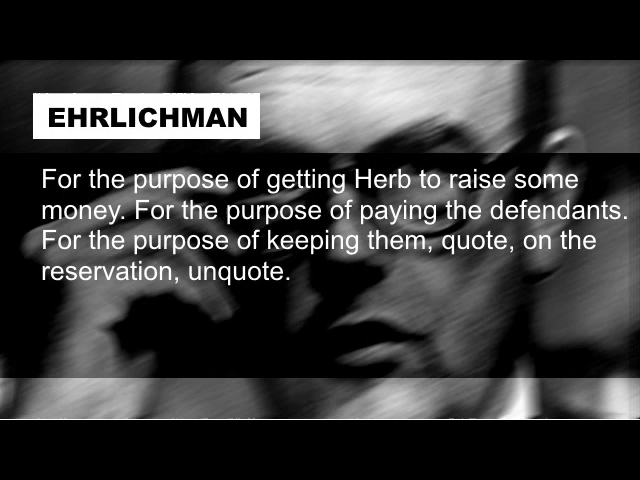 EHRLICHMAN
For the purpose of getting Herb to raise some
money. For the purpose of paying the defendants.
For the purpose of keeping them, quote, on the
reservation, unquote.